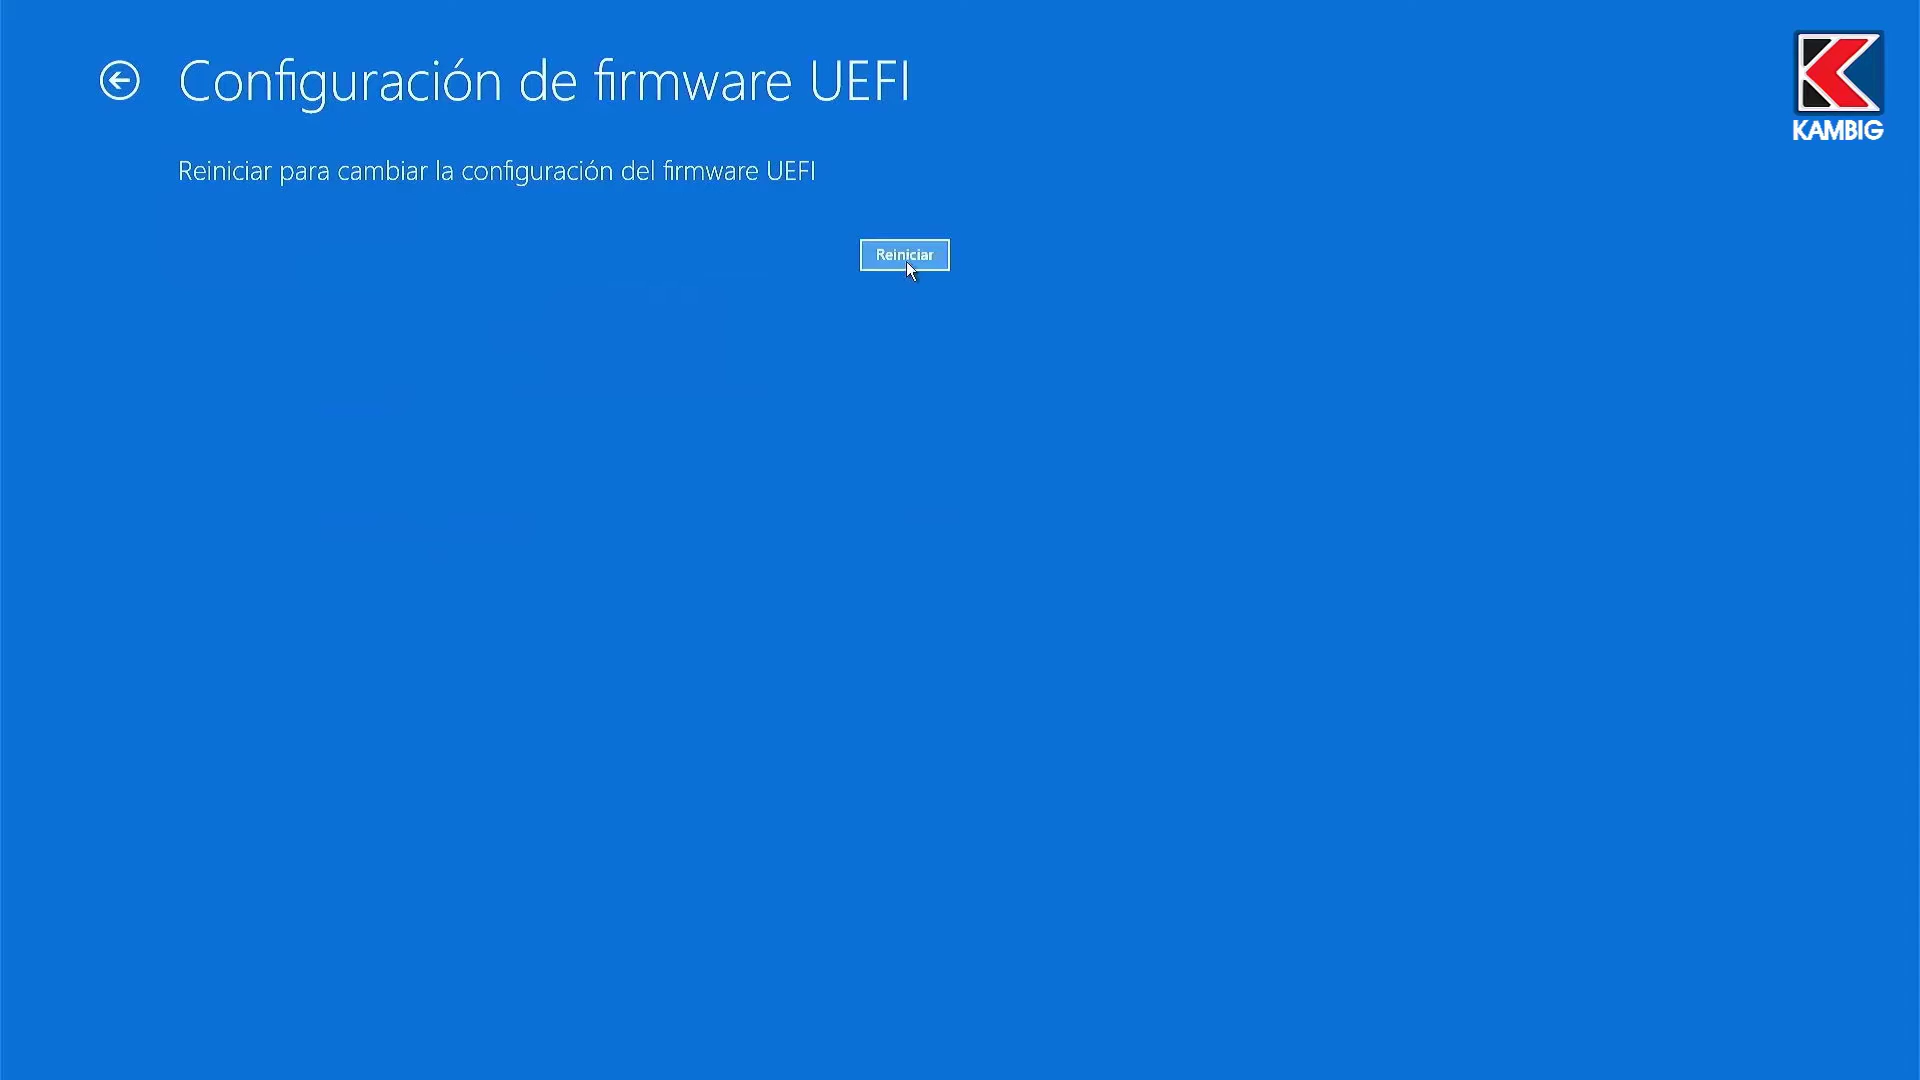 Configuración de firmware UEFI
KAMBIG
Reiniciar para cambiar la configuración del firmware UEFI
Reiniciar